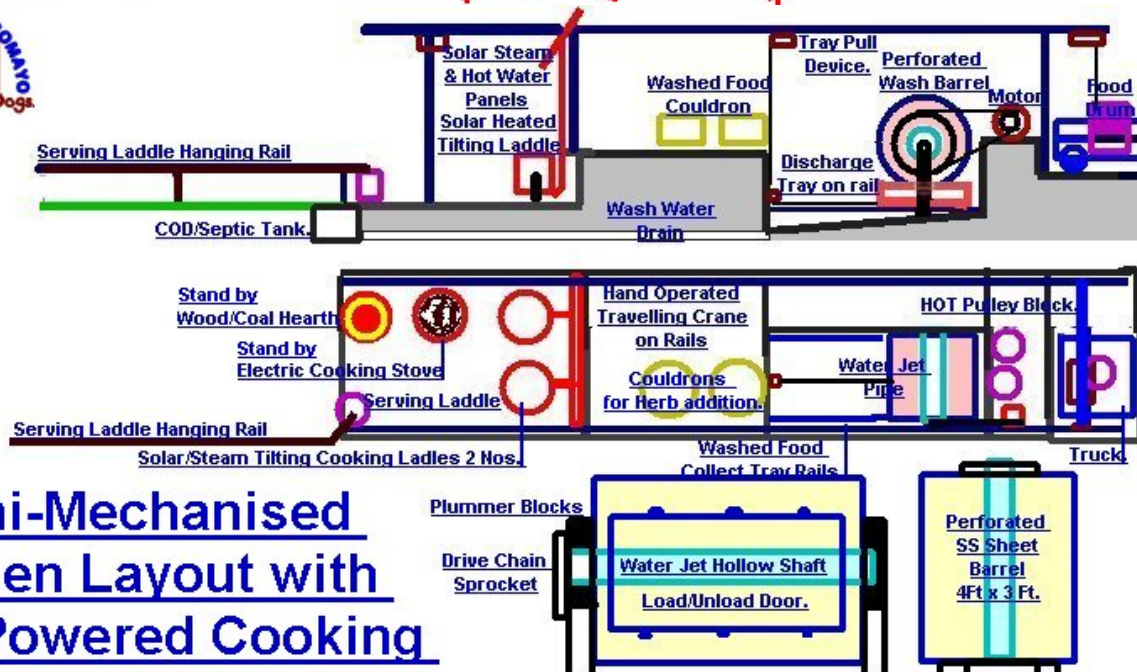 OMAYO
Dogs.
Solar Steam
& Hot Water
Panels
Solar Heated
Tilting Laddle
Washed Food
Couldron
Tray Pull
Device.
Perforated
Wash Barrel
Motor
Food
Drum
Serving Laddle Hanging Rail
Discharge
Tray on rail
Wash Water
Drain
COD/Septic Tank.
Stand by
Wood/Coal Hearth
Stand by
Electric Cooking Stove
Hand Operated
Travelling Crane
on Rails
HOT Pulley Block.
Water Jet
Pipe
Couldrons
for Herb addition.
Serving Laddle
Serving Laddle Hanging Rail
Solar/Steam Tilting Cooking Ladles 2 Nos.
Washed Food
Collect Tray Rails
Truck.
ni-Mechanised
en Layout with
Powered Cooking
Plummer Blocks
Drive Chain
Sprocket
Water Jet Hollow Shaft
Load/Unload Door.
Perforated
SS Sheet
Barrel
4Ft x 3 Ft.